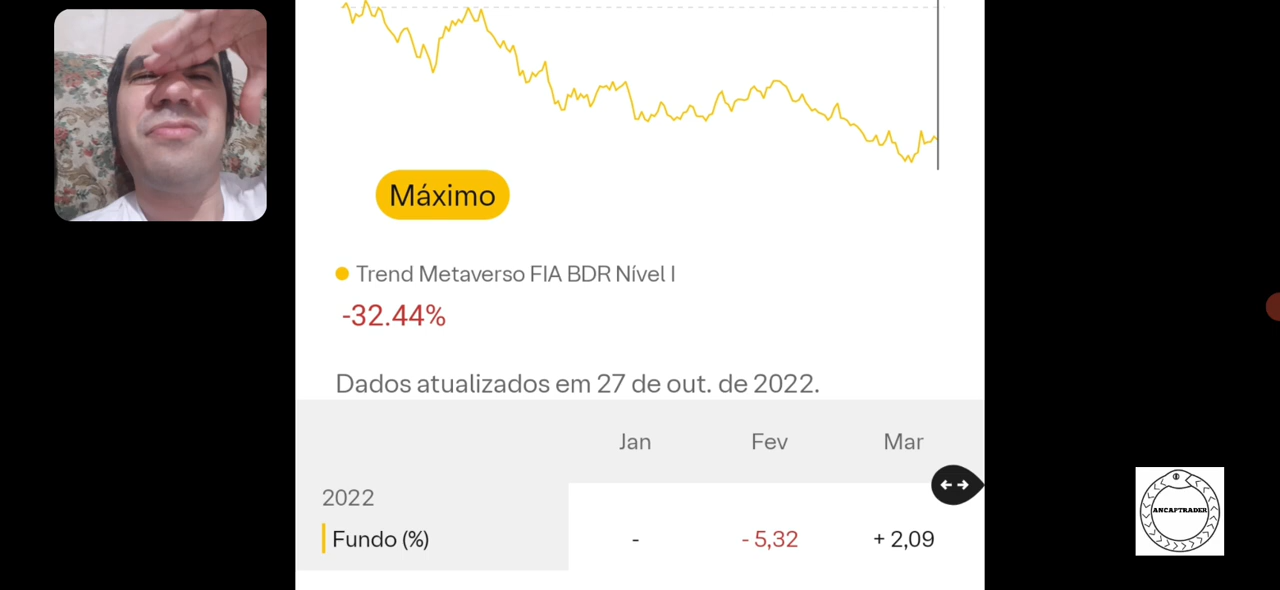 Máximo
Trend Metaverso FIA BDR Nível I
-32.44%
Dados atualizados em 27 de out. de 2022.
Jan Fev Mar
2022
Fundo (%) - - 5,32 + 2,09
ANCAPTRADER